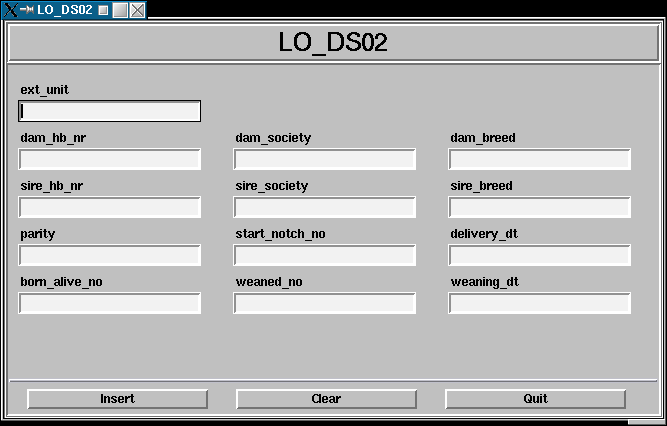 LO_DS02
LO_DS02
ext_unit
dam_hb_nr dam_society dam_breed
sire_hb_nr sire_society sire_breed
parity start_notch_no delivery_dt
born_alive_no weaned_no weaning_dt
Insert Clear Quit